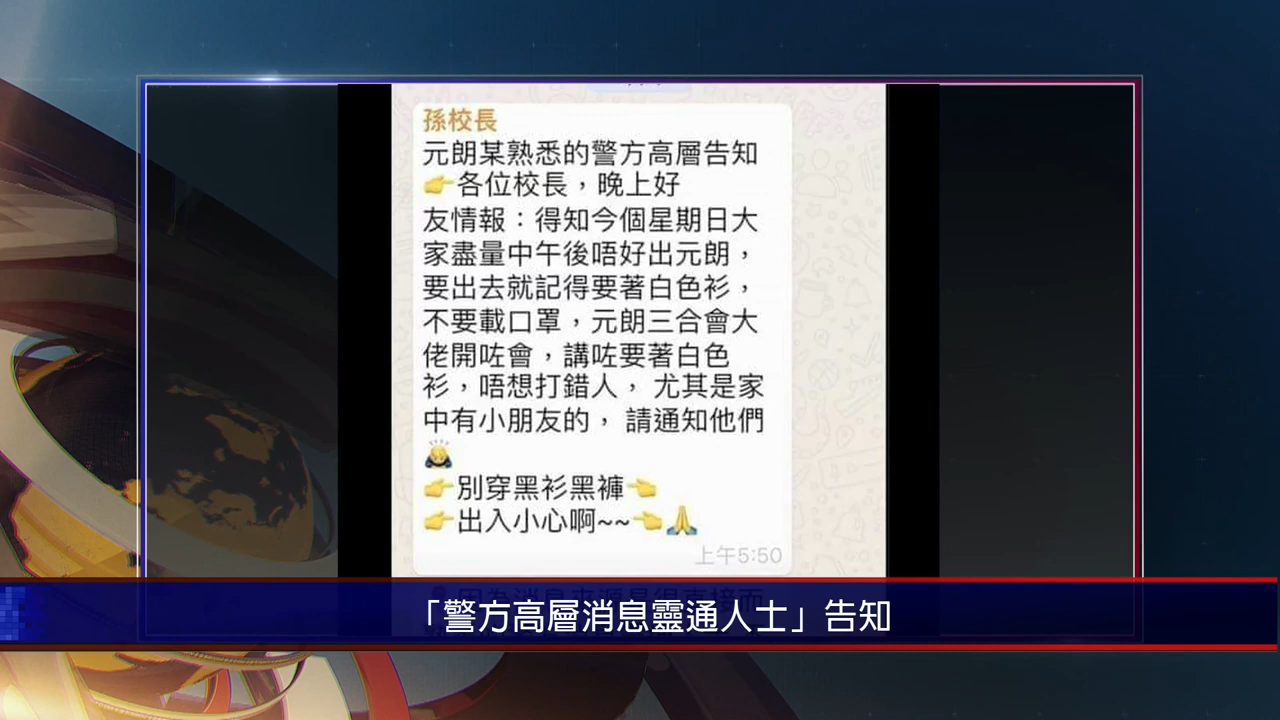 孫校長
元朗某熟悉的警方高層告知
👉各位校長，晚上好
友情報：得知今個星期日大
家盡量中午後唔好出元朗，
要出去就記得要著白色衫，
不要載口罩，元朗三合會大
佬開咗會，講咗要著白色
衫，唔想打錯人， 尤其是家
中有小朋友的， 請通知他們
🙇
👉別穿黑衫黑褲👈
👉出入小心啊~~👈🙏
上午5:50
「警方高層消息靈通人士」告知